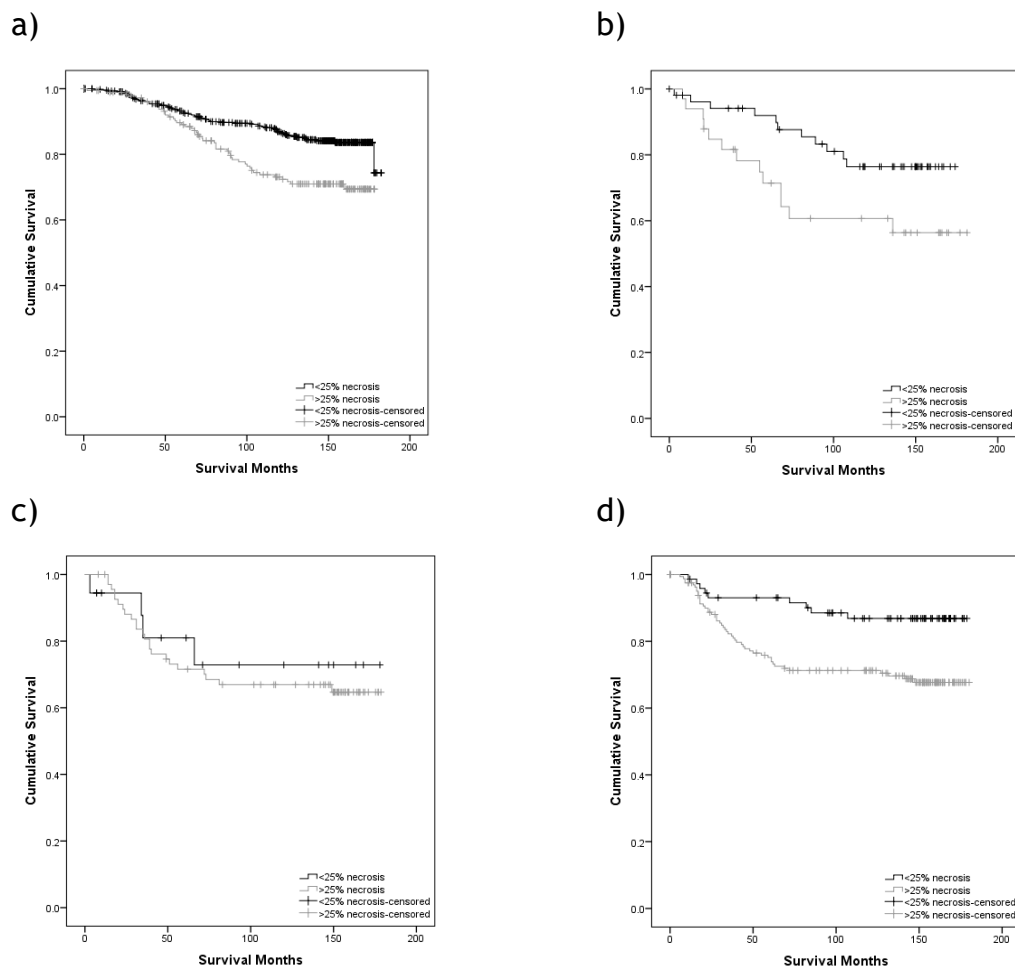 a)
1.0
0.8
0.6
0.4
0.2
0.0
Cumulative Survival
0
50
100
150
200
Survival Months
<25% necrosis
>25% necrosis
<25% necrosis-censored
>25% necrosis-censored
b)
1.0
0.8
0.6
0.4
0.2
0.0
Cumulative Survival
0
50
100
150
200
Survival Months
<25% necrosis
>25% necrosis
<25% necrosis-censored
>25% necrosis-censored
c)
1.0
0.8
0.6
0.4
0.2
0.0
Cumulative Survival
0
50
100
150
200
Survival Months
<25% necrosis
>25% necrosis
<25% necrosis-censored
>25% necrosis-censored
d)
1.0
0.8
0.6
0.4
0.2
0.0
Cumulative Survival
0
50
100
150
200
Survival Months
<25% necrosis
>25% necrosis
<25% necrosis-censored
>25% necrosis-censored